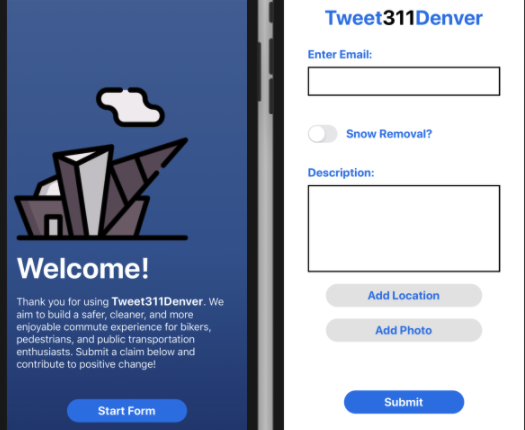 Welcome!
Thank you for using Tweet311Denver. We
aim to build a safer, cleaner, and more
enjoyable commute experience for bikers,
pedestrians, and public transportation
enthusiasts. Submit a claim below and
contribute to positive change!
Start Form
Tweet311Denver
Enter Email:
Snow Removal?
Description:
Add Location
Add Photo
Submit